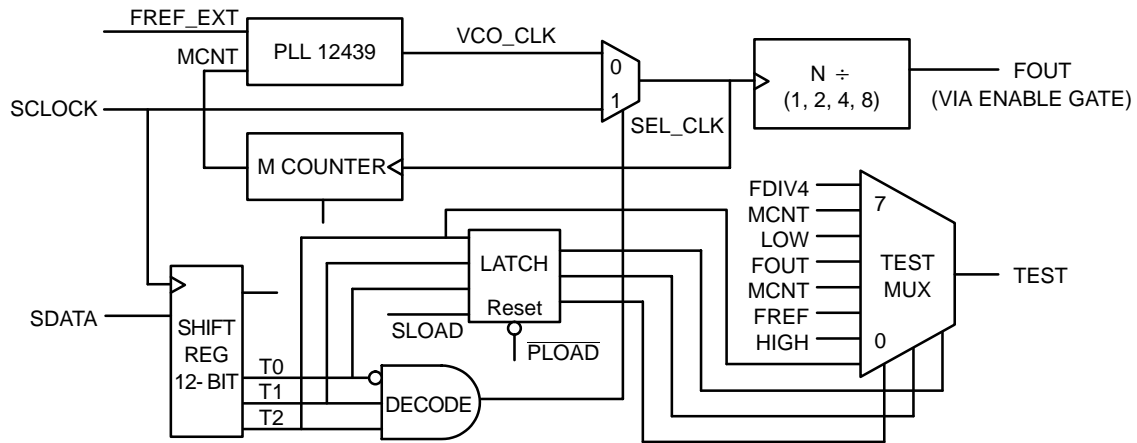 FREF_EXT
MCNT
PLL 12439
VCO_CLK
0
1
N ÷
(1, 2, 4, 8)
FOUT
(VIA ENABLE GATE)
SCLOCK
SEL_CLK
M COUNTER
FDIV4
MCNT
LOW
FOUT
MCNT
FREF
HIGH
7
TEST
MUX
0
TEST
LATCH
Reset
SLOAD
PLOAD
SDATA
SHIFT
REG
12- BIT
T0
T1
T2
DECODE